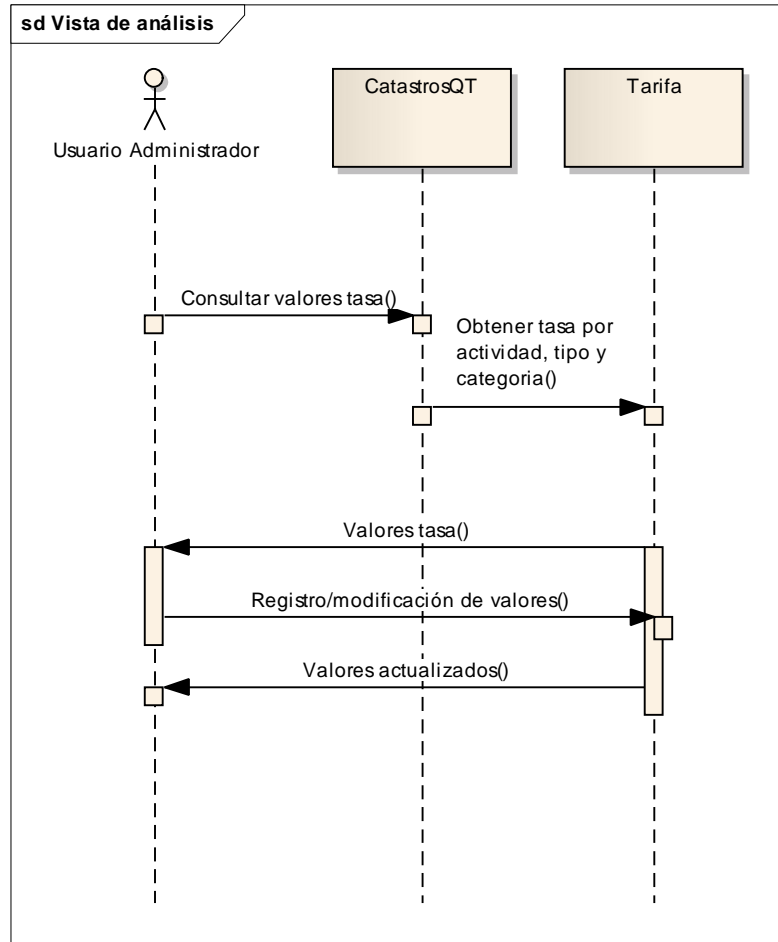 sd Vista de análisis
Usuario Administrador
CatastrosQT
Tarifa
Consultar valores tasa()
Obtener tasa por
actividad, tipo y
categoria()
Valores tasa()
Registro/modificación de valores()
Valores actualizados()